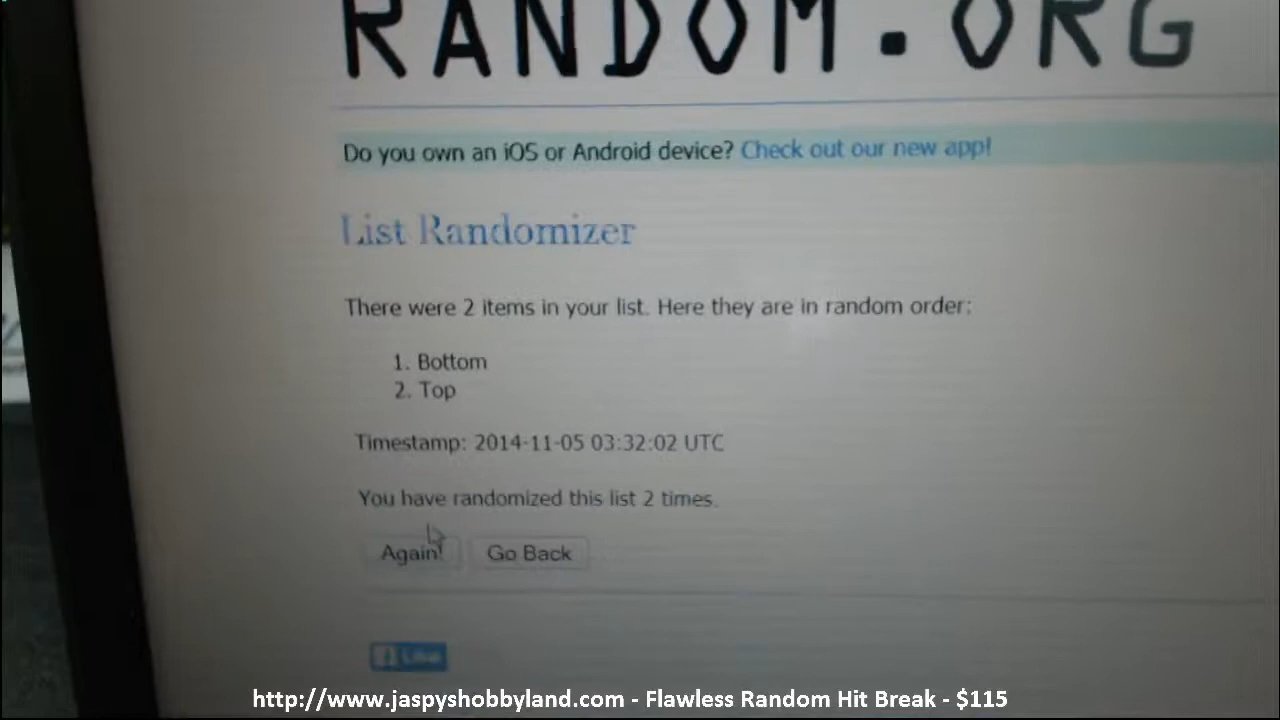 RANDOM.ORG
Do you own an iOS or Android device? Check out our new app!
List Randomizer
There were 2 items in your list. Here they are in random order:
1. Bottom
2. Top
Timestamp: 2014-11-05 03:32:02 UTC
You have randomized this list 2 times.
Again! Go Back
Like
http://www.jaspyshobbyland.com - Flawless Random Hit Break - $115